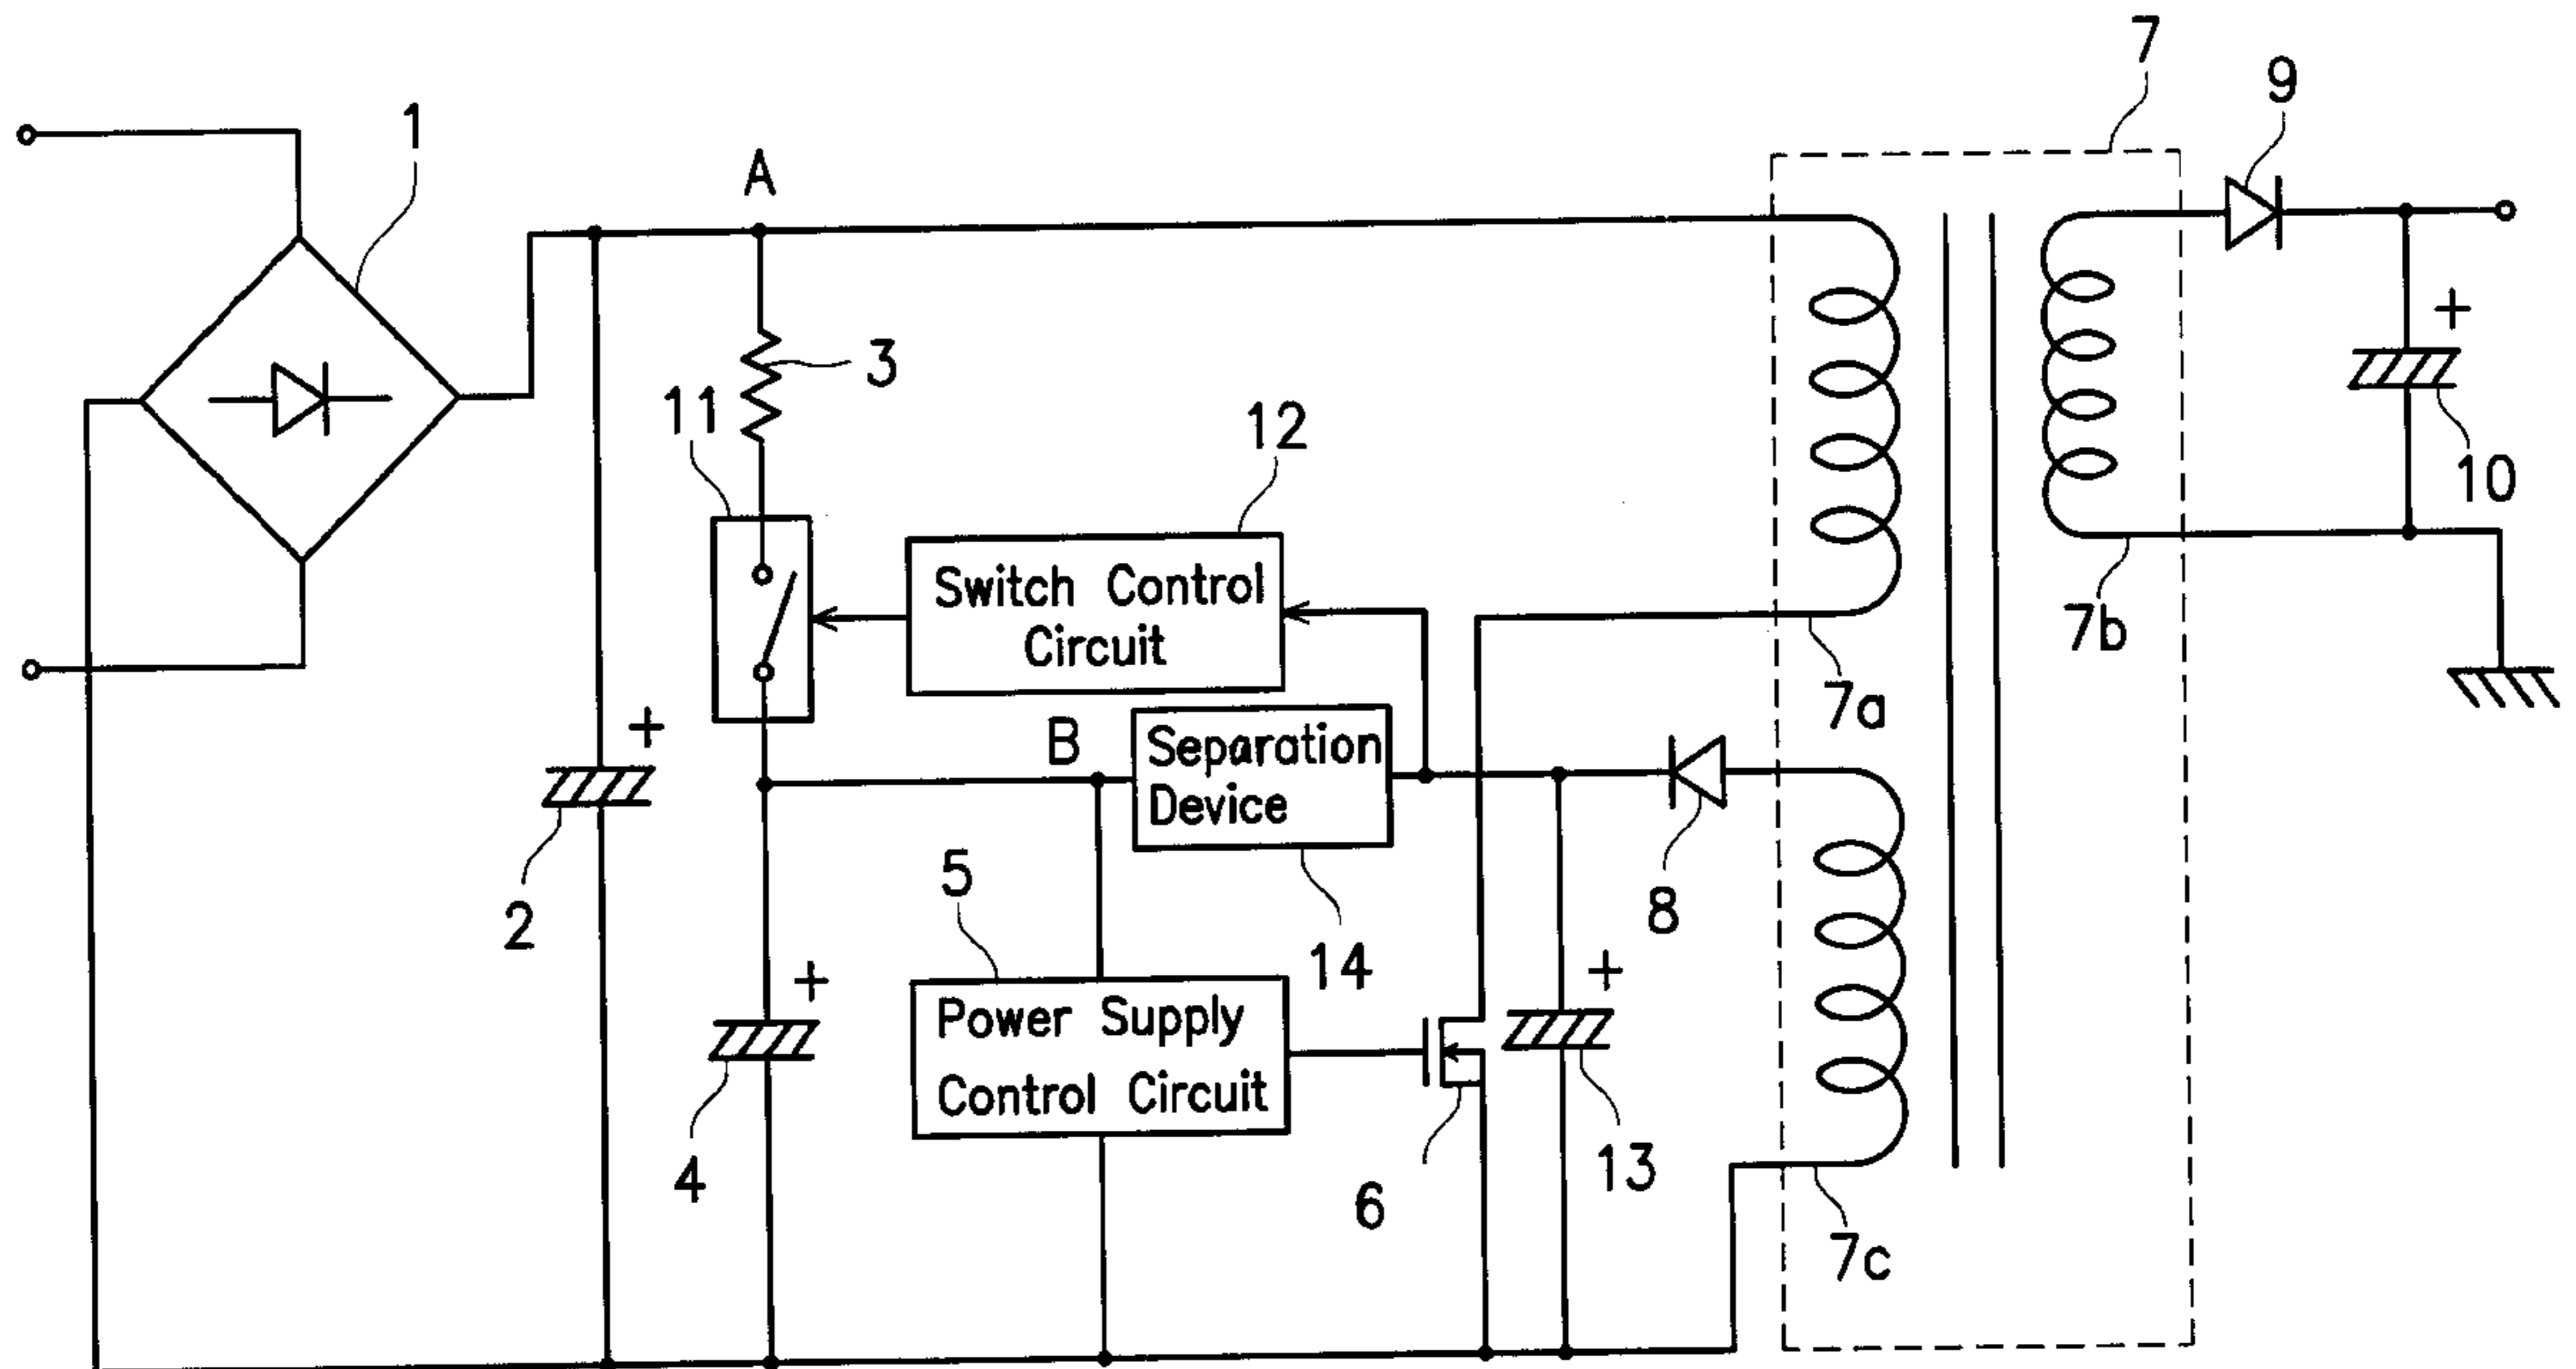 7
9
1
A
+
3
11
12
10
Switch Control
Circuit
7b
7a
+
B
Separation
Device
5
8
2
14
+
+
Power Supply
Control Circuit
4
6
13
7c